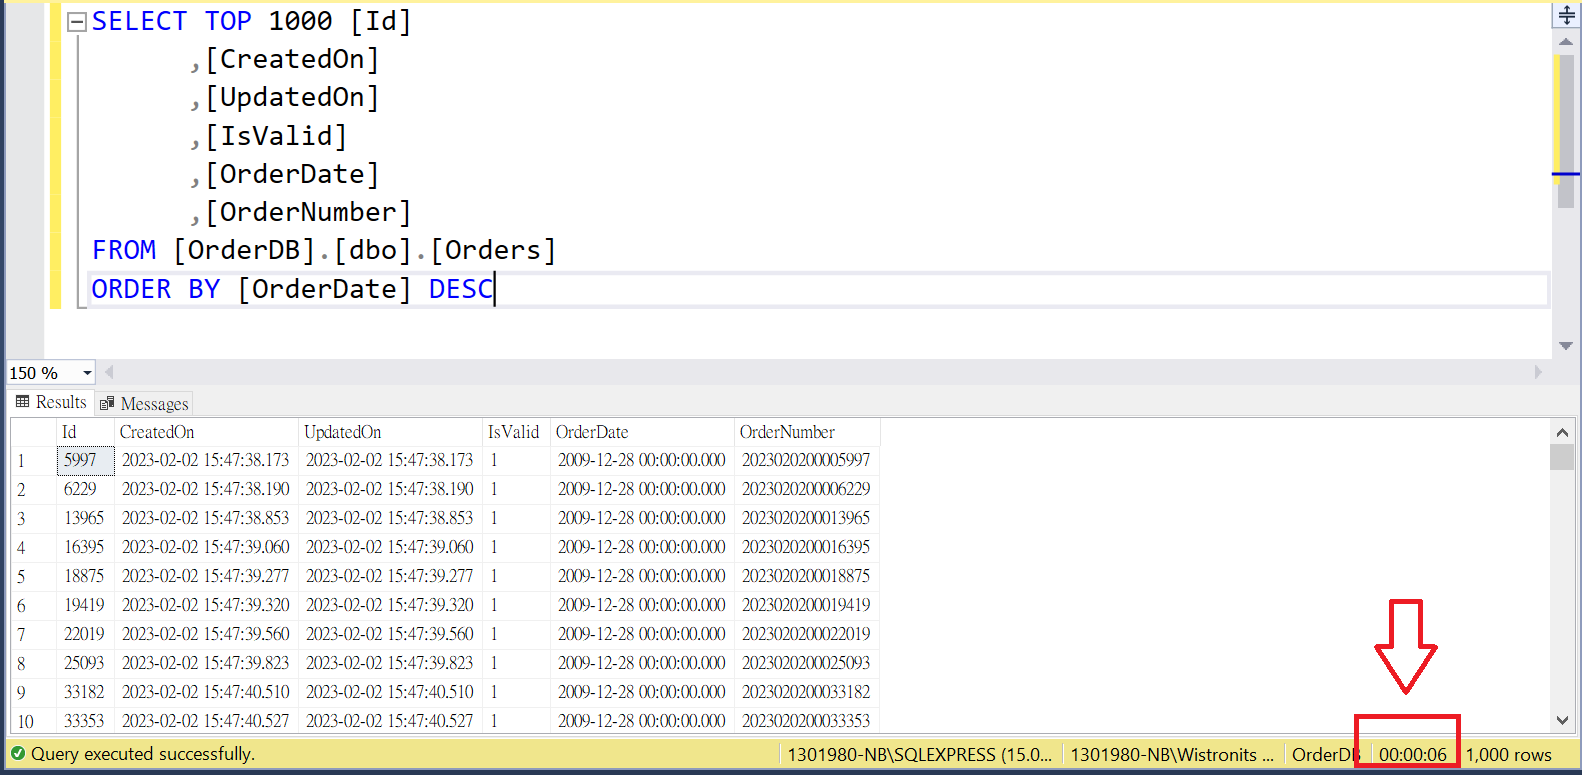 SELECT TOP 1000 [Id]
,[CreatedOn]
,[UpdatedOn]
,[IsValid]
,[OrderDate]
,[OrderNumber]
FROM [OrderDB].[dbo].[Orders]
ORDER BY [OrderDate] DESC
150 %
Results Messages
Id CreatedOn UpdatedOn IsValid OrderDate OrderNumber
1 5997 2023-02-02 15:47:38.173 2023-02-02 15:47:38.173 1 2009-12-28 00:00:00.000 2023020200005997
2 6229 2023-02-02 15:47:38.190 2023-02-02 15:47:38.190 1 2009-12-28 00:00:00.000 2023020200006229
3 13965 2023-02-02 15:47:38.853 2023-02-02 15:47:38.853 1 2009-12-28 00:00:00.000 2023020200013965
4 16395 2023-02-02 15:47:39.060 2023-02-02 15:47:39.060 1 2009-12-28 00:00:00.000 2023020200016395
5 18875 2023-02-02 15:47:39.277 2023-02-02 15:47:39.277 1 2009-12-28 00:00:00.000 2023020200018875
6 19419 2023-02-02 15:47:39.320 2023-02-02 15:47:39.320 1 2009-12-28 00:00:00.000 2023020200019419
7 22019 2023-02-02 15:47:39.560 2023-02-02 15:47:39.560 1 2009-12-28 00:00:00.000 2023020200022019
8 25093 2023-02-02 15:47:39.823 2023-02-02 15:47:39.823 1 2009-12-28 00:00:00.000 2023020200025093
9 33182 2023-02-02 15:47:40.510 2023-02-02 15:47:40.510 1 2009-12-28 00:00:00.000 2023020200033182
10 33353 2023-02-02 15:47:40.527 2023-02-02 15:47:40.527 1 2009-12-28 00:00:00.000 2023020200033353
Query executed successfully. 1301980-NB\SQLEXPRESS (15.0... 1301980-NB\Wistronits ... OrderDB 00:00:06 1,000 rows